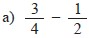 a) 3/4 - 1/2